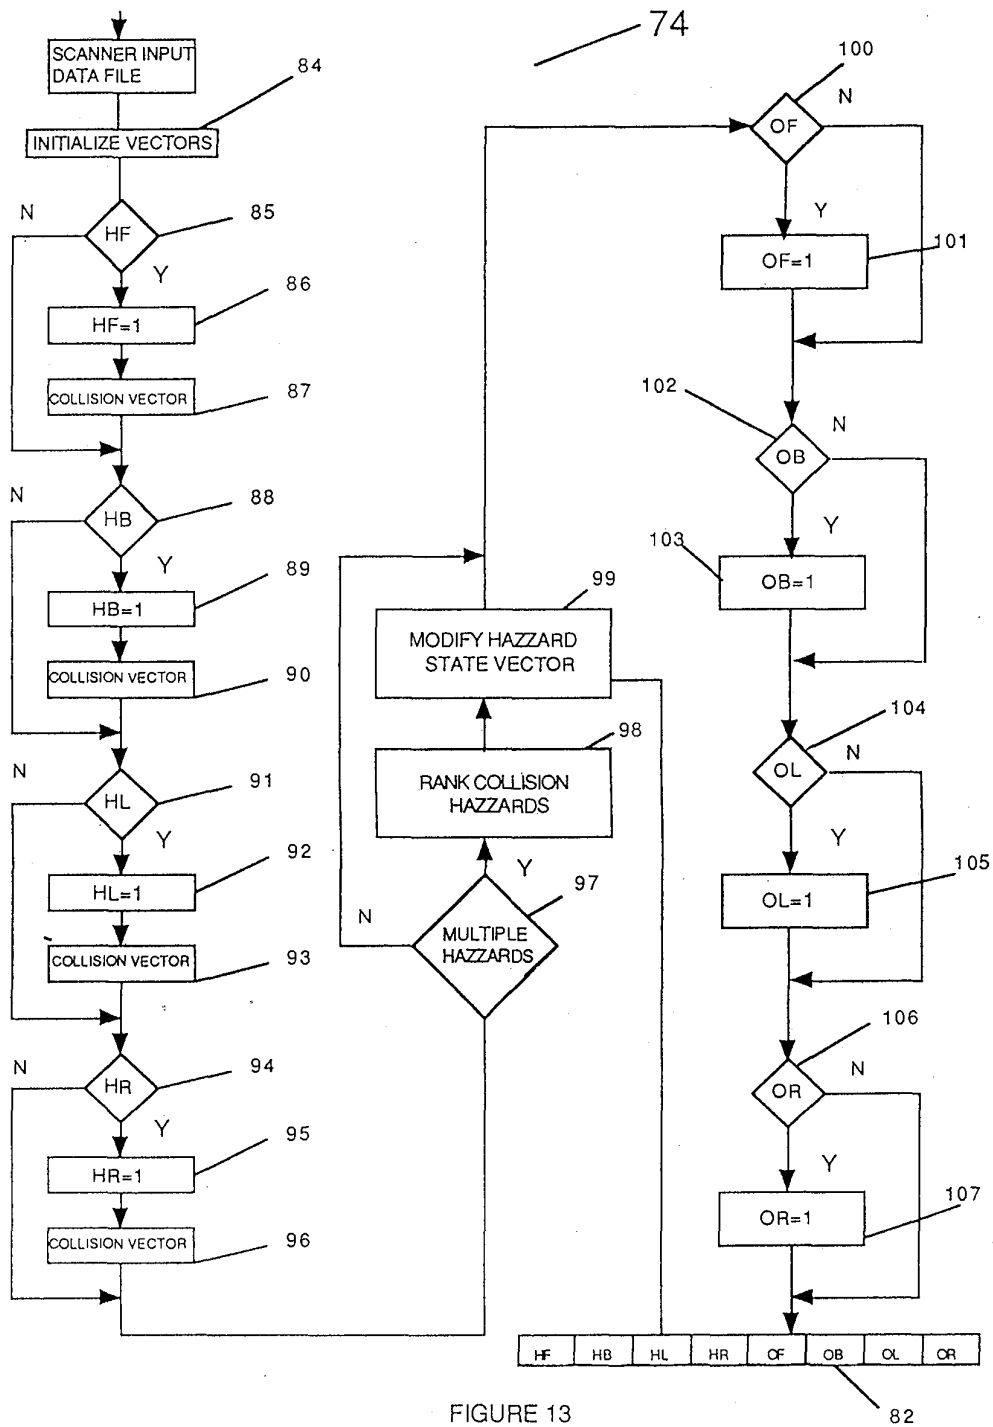 74
SCANNER INPUT
DATA FILE
84
INITIALIZE VECTORS
N
HF
85
Y
86
HF=1
COLLISION VECTOR
87
N
HB
88
Y
89
HB=1
COLLISION VECTOR
90
N
HL
91
Y
92
HL=1
COLLISION VECTOR
93
N
HR
94
Y
95
HR=1
COLLISION VECTOR
96
99
MODIFY HAZZARD
STATE VECTOR
98
RANK COLLISION
HAZZARDS
Y
97
N
MULTIPLE
HAZZARDS
100
N
OF
Y
101
OF=1
102
N
OB
Y
103
OB=1
104
N
OL
Y
105
OL=1
106
N
OR
Y
107
OR=1
HF HB HL HR OF OB OL OR
82
FIGURE 13